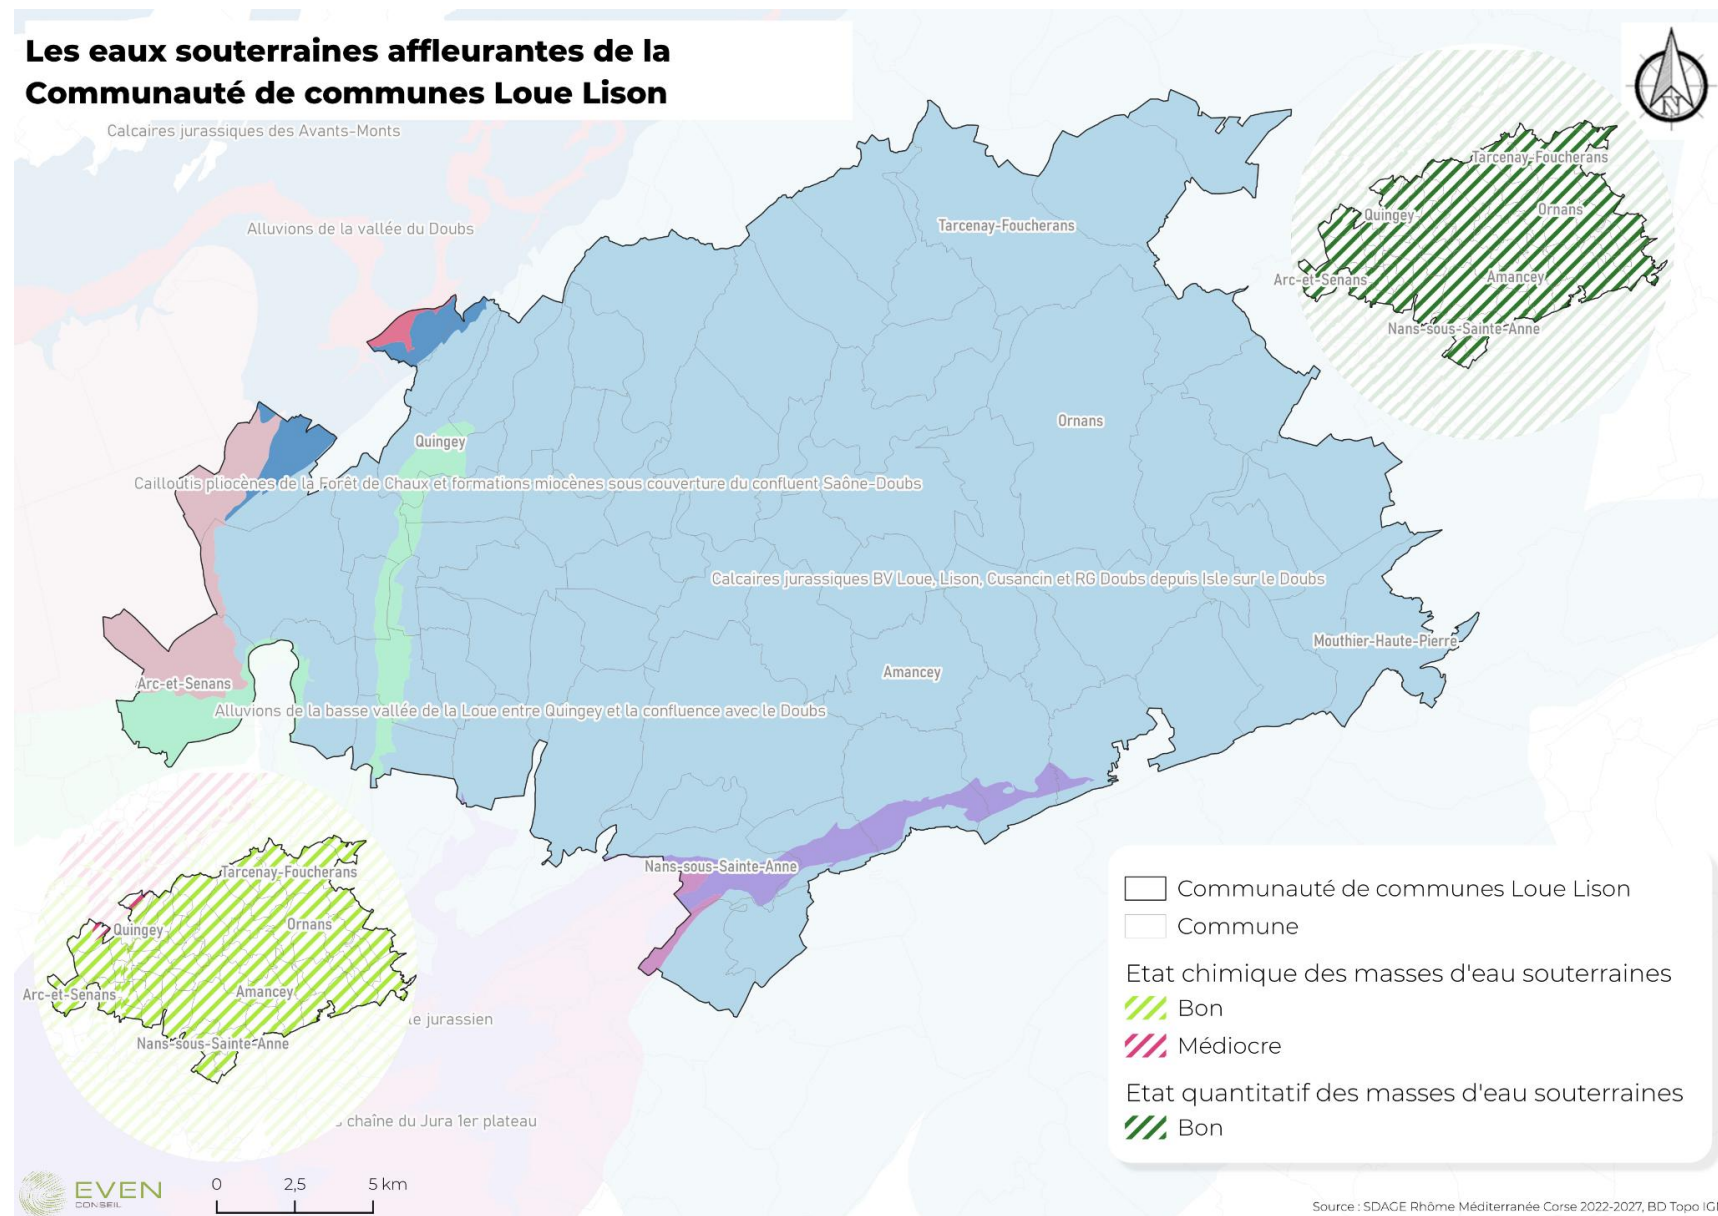 Les eaux souterraines affleurantes de la
Communauté de communes Loue Lison
Calcaires jurassiques des Avants-Monts
Alluvions de la vallée du Doubs
Tarcenay-Foucherans
Ornans
Quingey
Cailloutis pliocènes de la Forêt de Chaux et formations miocènes sous couverture du confluent Saône-Doubs
Calcaires jurassiques BV Loue, Lison, Cusancin et RG Doubs depuis Isle sur le Doubs
Mouthier-Haute-Pierre
Amancey
Arc-et-Senans
Alluvions de la basse vallée de la Loue entre Quingey et la confluence avec le Doubs
Nans-sous-Sainte-Anne
Tarcenay-Foucherans
Quingey
Ornans
Arc-et-Senans
Amancey
Nans-sous-Sainte-Anne
Tarcenay-Foucherans
Quingey
Ornans
Arc-et-Senans
Amancey
Nans-sous-Sainte-Anne
le jurassien
chaîne du Jura 1er plateau
Communauté de communes Loue Lison
Commune
Etat chimique des masses d'eau souterraines
Bon
Médiocre
Etat quantitatif des masses d'eau souterraines
Bon
N
EVEN
CONSEIL
0 2,5 5 km
Source : SDAGE Rhôme Méditerranée Corse 2022-2027, BD Topo IG